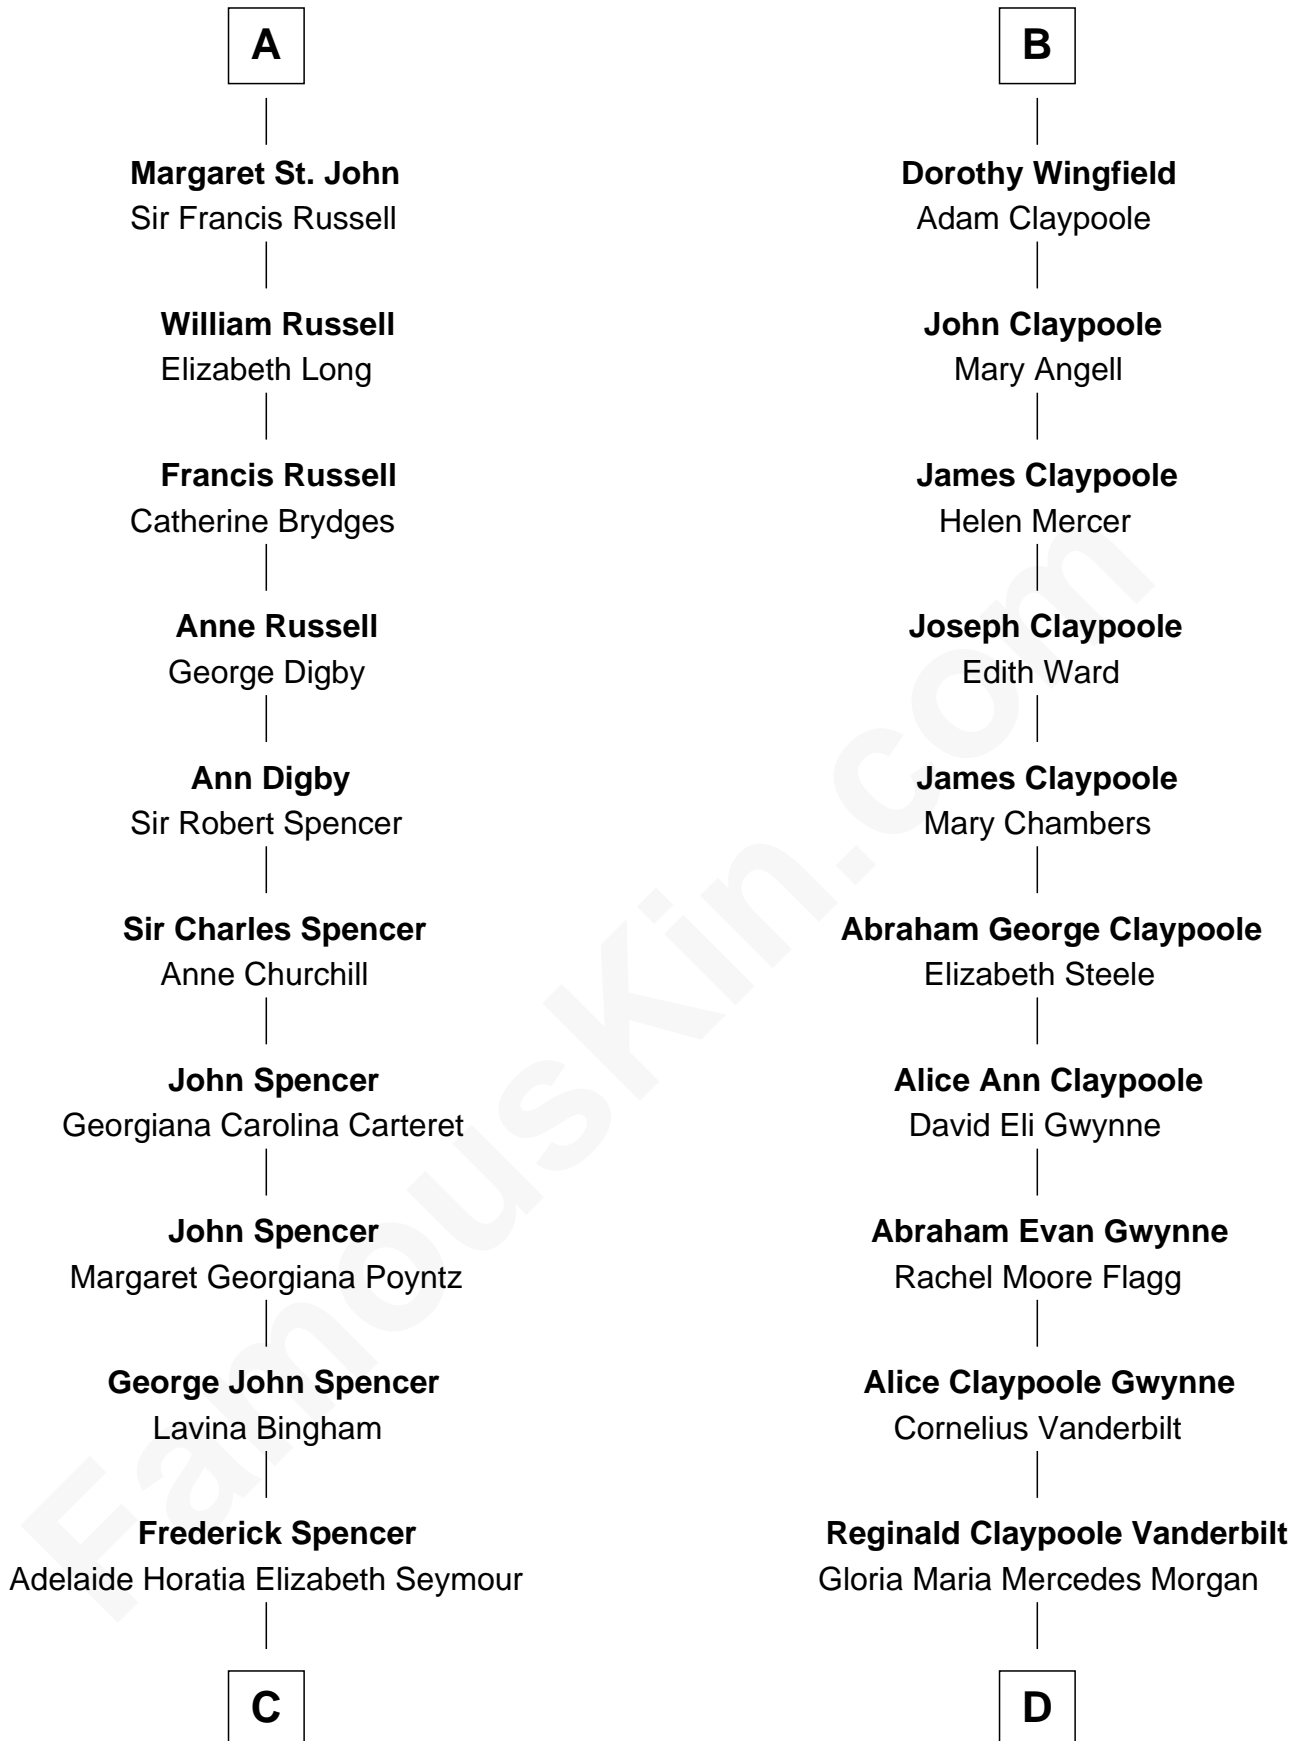 A
Margaret St. John
Sir Francis Russell
William Russell
Elizabeth Long
Francis Russell
Catherine Brydges
Anne Russell
George Digby
Ann Digby
Sir Robert Spencer
Sir Charles Spencer
Anne Churchill
John Spencer
Georgiana Carolina Carteret
John Spencer
Margaret Georgiana Poyntz
George John Spencer
Lavina Bingham
Frederick Spencer
Adelaide Horatia Elizabeth Seymour
C
B
Dorothy Wingfield
Adam Claypoole
John Claypoole
Mary Angell
James Claypoole
Helen Mercer
Joseph Claypoole
Edith Ward
James Claypoole
Mary Chambers
Abraham George Claypoole
Elizabeth Steele
Alice Ann Claypoole
David Eli Gwynne
Abraham Evan Gwynne
Rachel Moore Flagg
Alice Claypoole Gwynne
Cornelius Vanderbilt
Reginald Claypoole Vanderbilt
Gloria Maria Mercedes Morgan
D
FamousKin.com